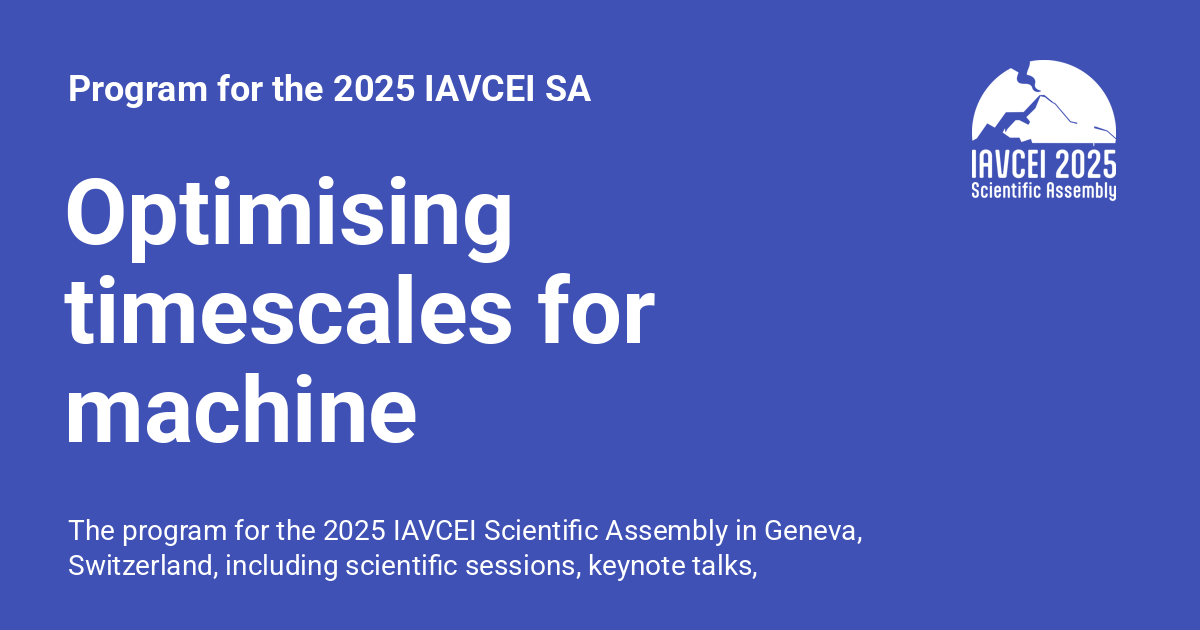 Program for the 2025 IAVCEI SA
IAVCEI 2025
Scientific Assembly
Optimising
timescales for
machine
The program for the 2025 IAVCEI Scientific Assembly in Geneva,
Switzerland, including scientific sessions, keynote talks,